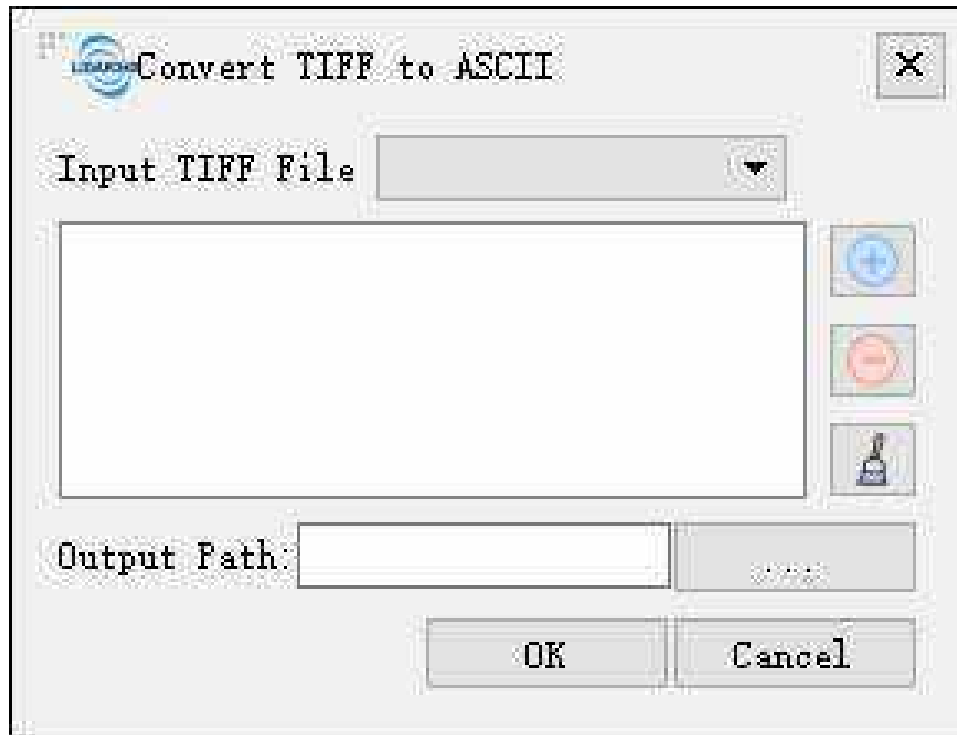 Convert TIFF to ASCII
Input TIFF File
Output Path:
...
OK
Cancel